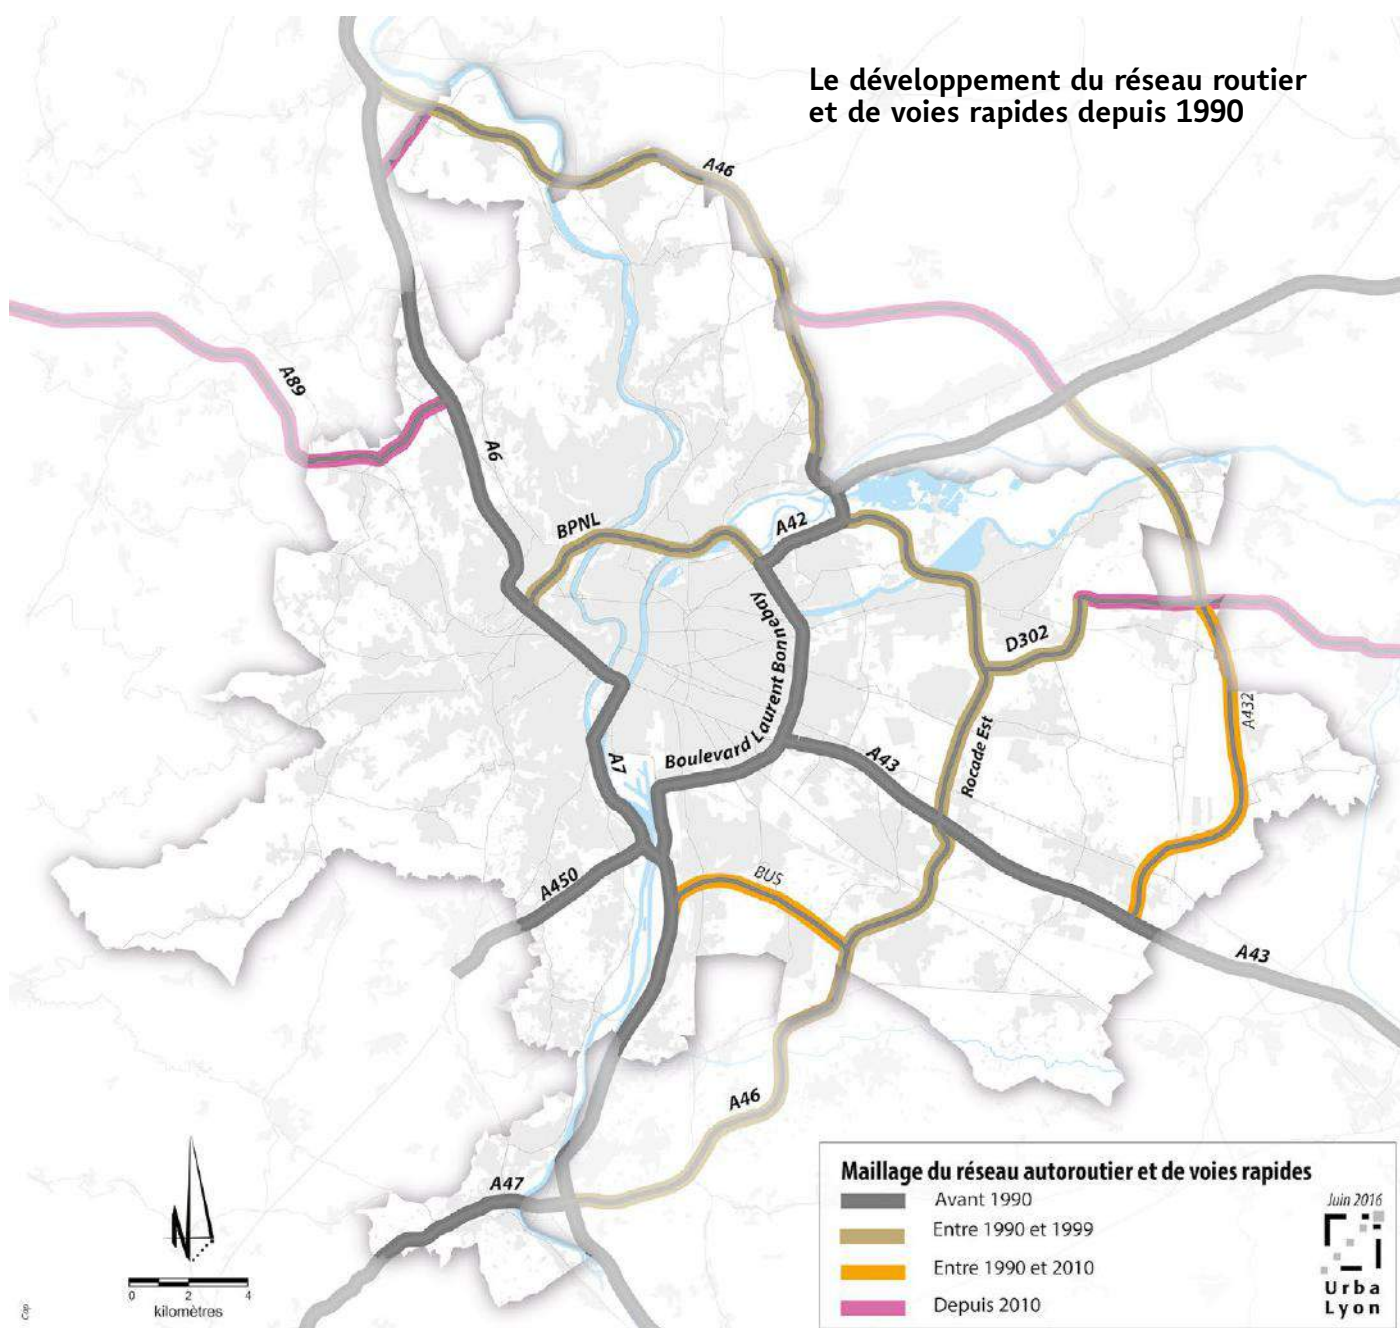 Le développement du réseau routier
et de voies rapides depuis 1990
A46
A89
A6
BPNL
A42
Boulevard Laurent Bonnebay
D302
A432
A7
A43
Rocade Est
A450
BUS
A43
A46
A47
N
0 2 4
kilomètres
Maillage du réseau autoroutier et de voies rapides
Avant 1990
Entre 1990 et 1999
Entre 1990 et 2010
Depuis 2010
Juin 2016
Urba
Lyon